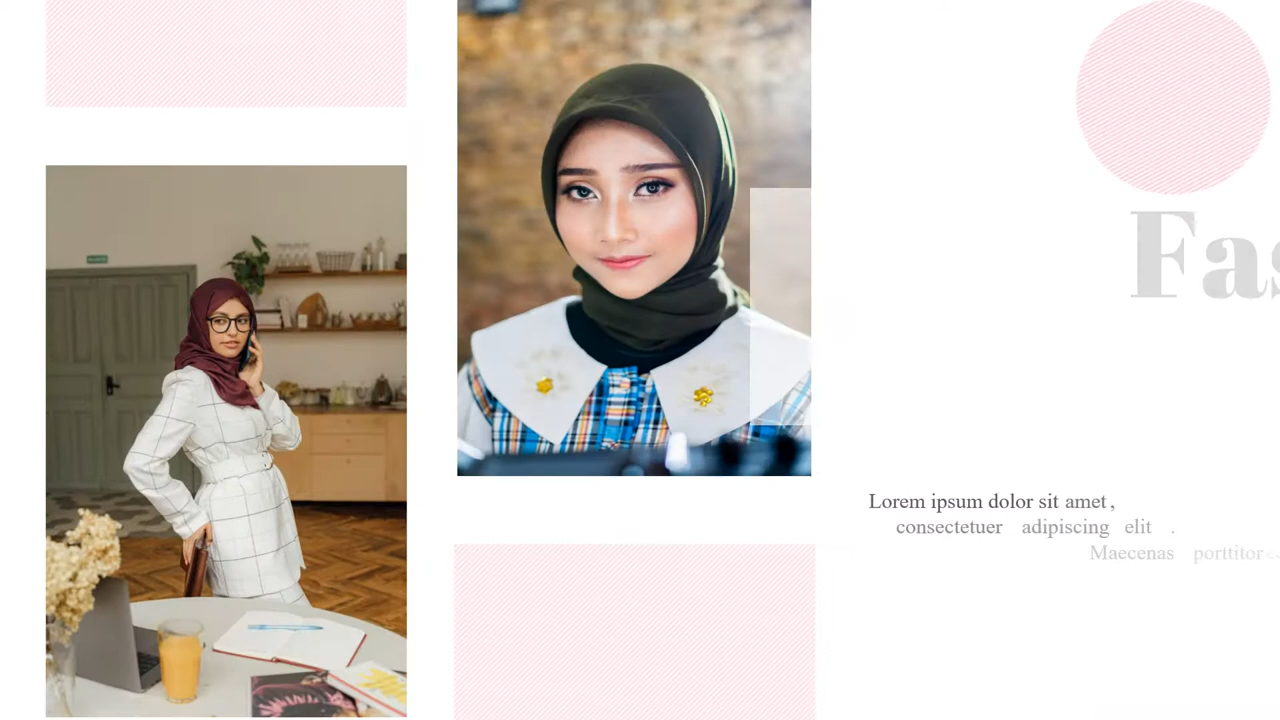 Fas
Lorem ipsum dolor sit amet,
consectetuer adipiscing elit .
Maecenas porttitor